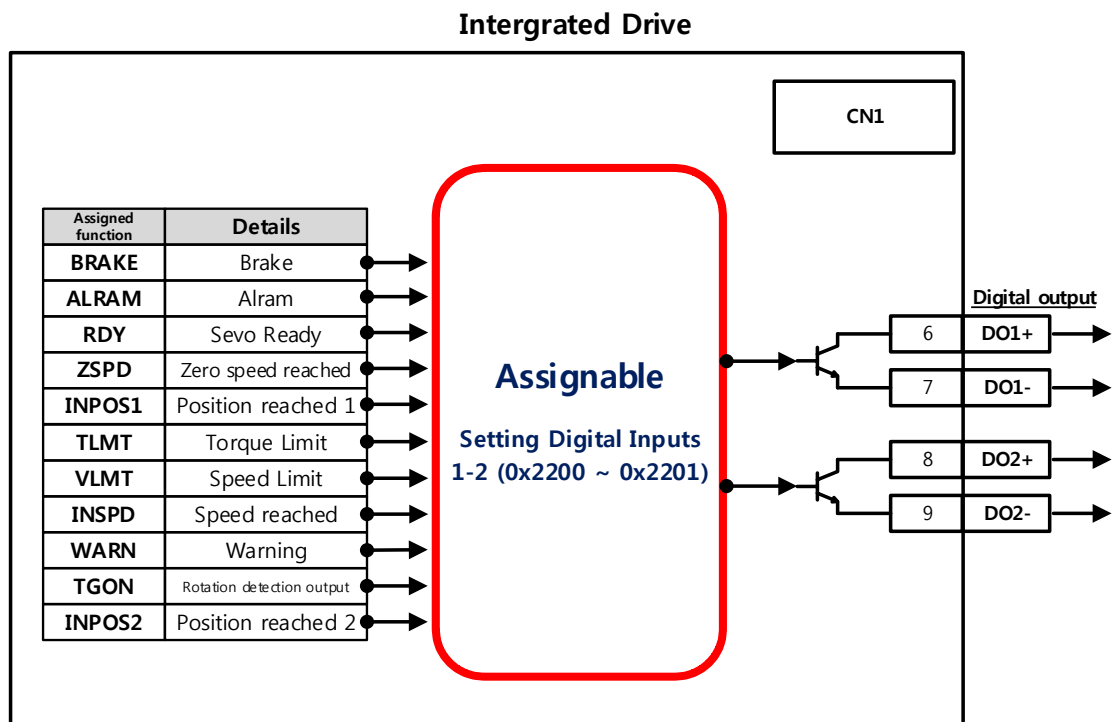 Intergrated Drive
CN1
Assigned function Details
BRAKE Brake
ALRAM Alram
RDY Sevo Ready
ZSPD Zero speed reached
INPOS1 Position reached 1
TLMT Torque Limit
VLMT Speed Limit
INSPD Speed reached
WARN Warning
TGON Rotation detection output
INPOS2 Position reached 2
Assignable
Setting Digital Inputs
1-2 (0x2200 ~ 0x2201)
Digital output
6 DO1+
7 DO1-
8 DO2+
9 DO2-